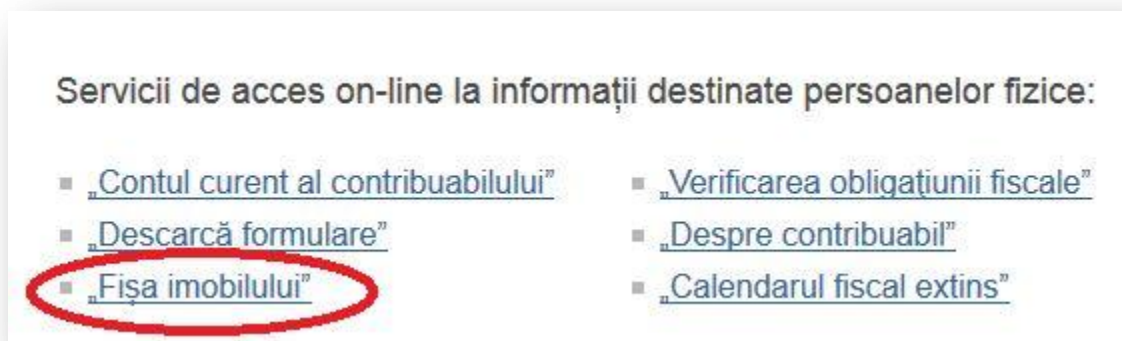 Servicii de acces on-line la informații destinate persoanelor fizice:
„Contul curent al contribuabilului”
„Verificarea obligaţiunii fiscale”
„Descarcă formulare”
„Despre contribuabil”
„Fișa imobilului”
„Calendarul fiscal extins”